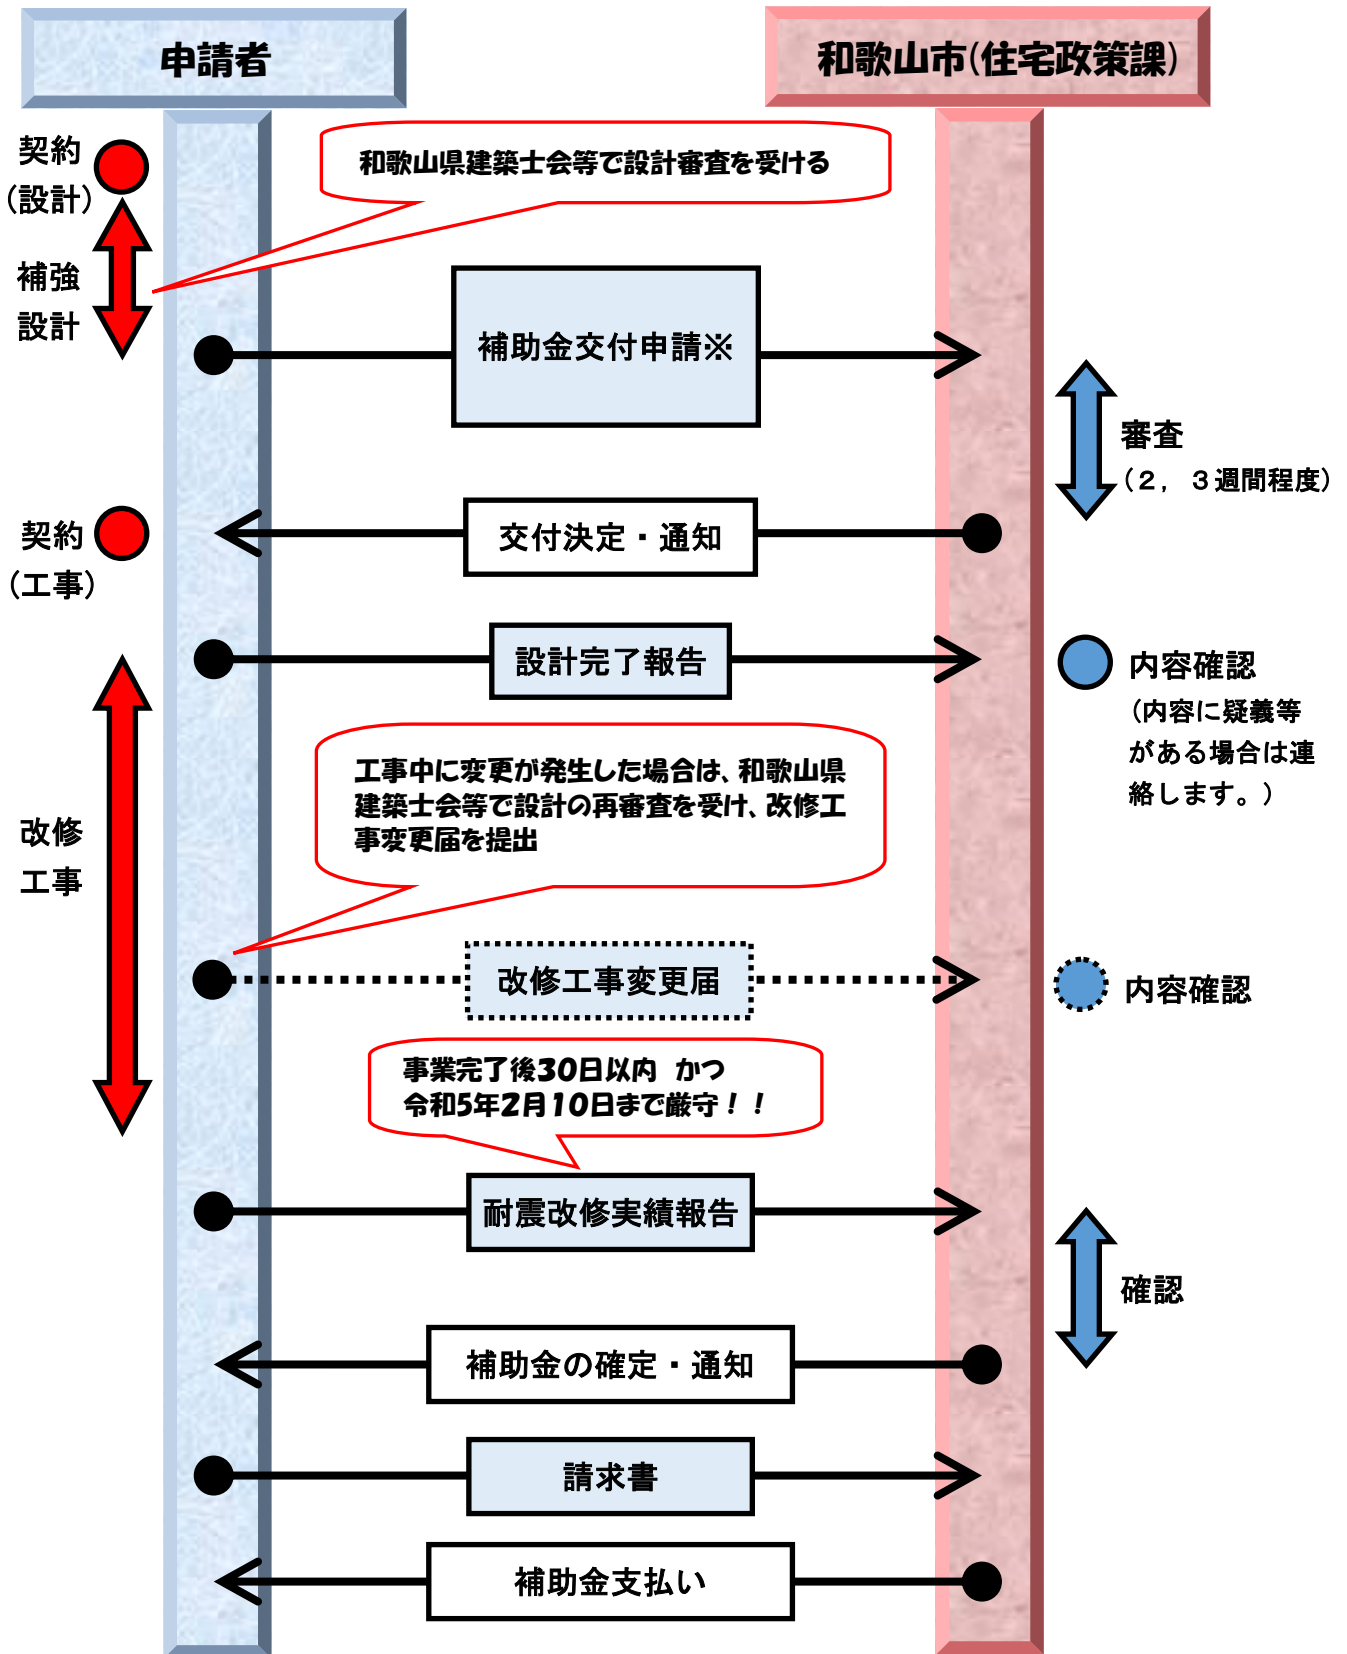 申請者
和歌山市(住宅政策課)
契約
(設計)
和歌山県建築士会等で設計審査を受ける
補強
設計
補助金交付申請※
審査
(２，３週間程度)
契約
(工事)
交付決定・通知
設計完了報告
内容確認
(内容に疑義等
がある場合は連
絡します。)
工事中に変更が発生した場合は、和歌山県
建築士会等で設計の再審査を受け、改修工
事変更届を提出
改修
工事
改修工事変更届
内容確認
事業完了後30日以内　かつ
令和5年2月10日まで厳守！！
耐震改修実績報告
確認
補助金の確定・通知
請求書
補助金支払い